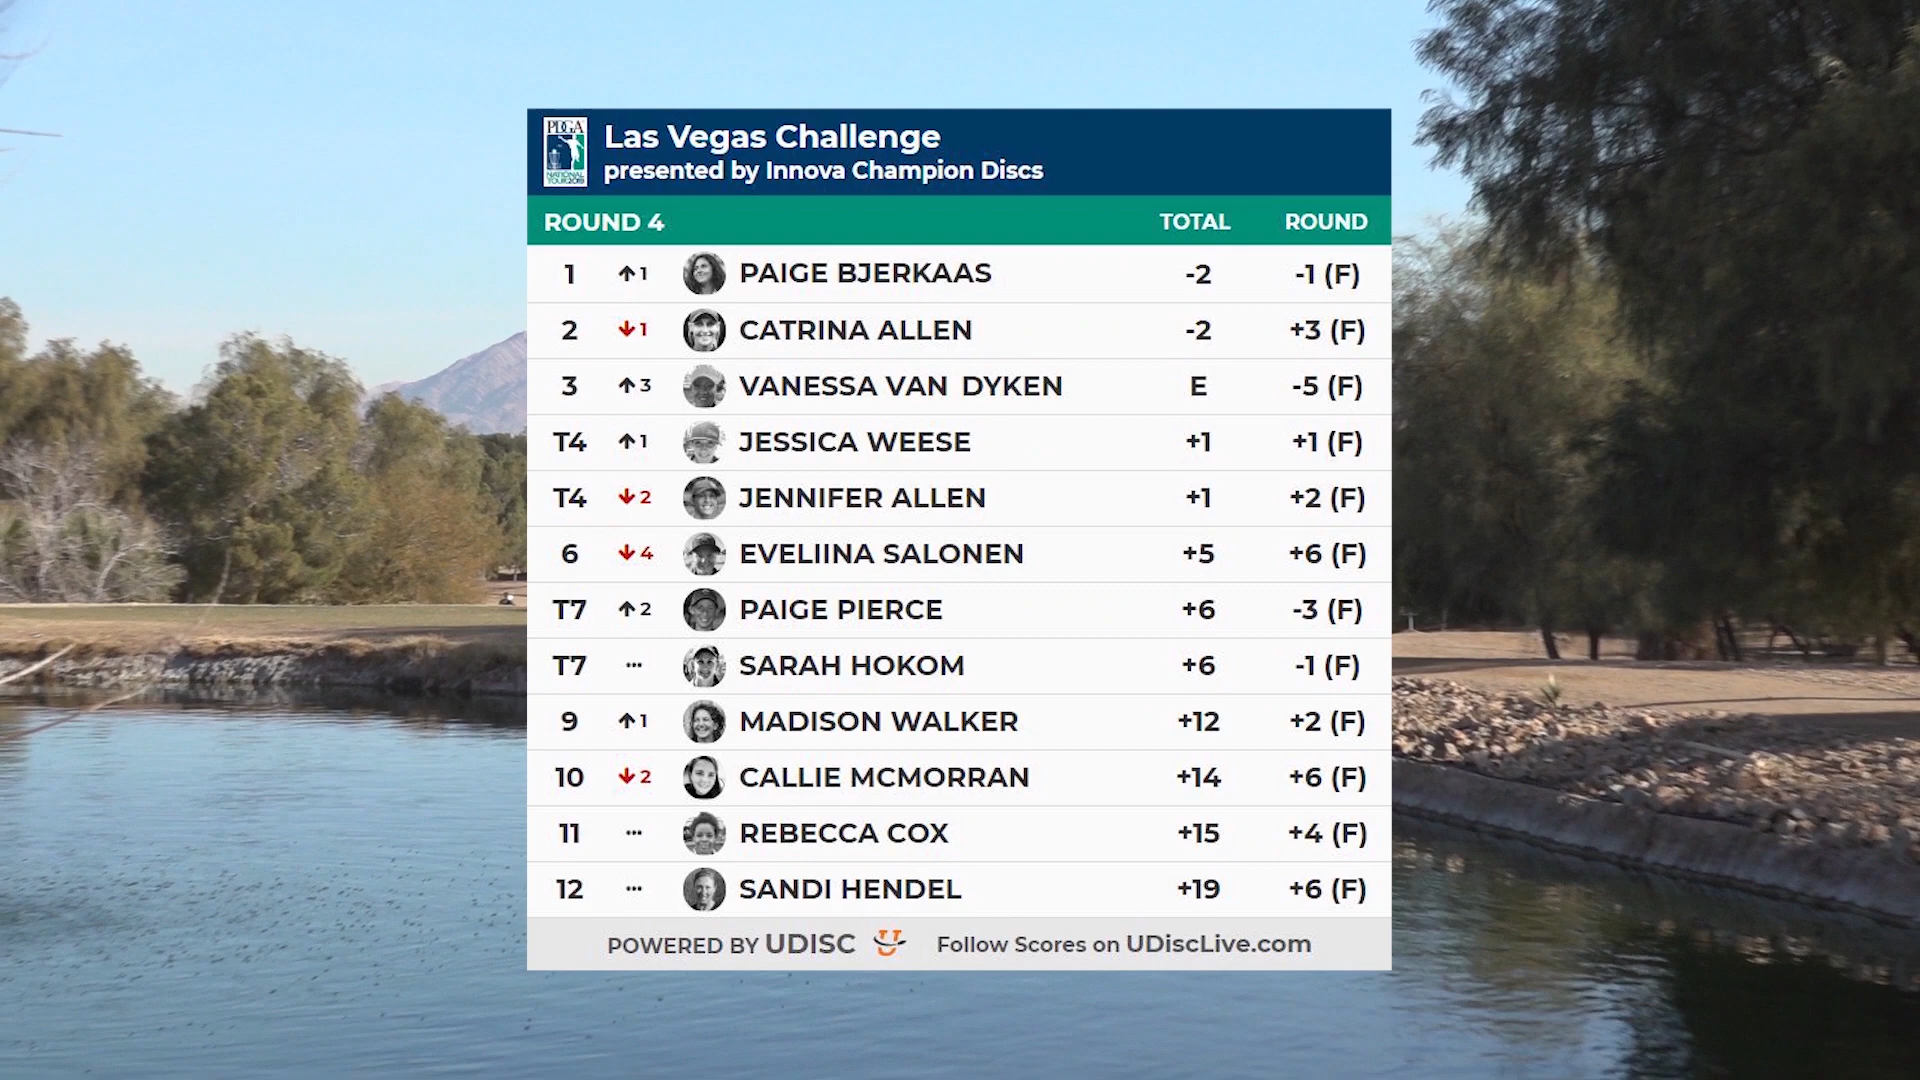 PDGA
NATIONAL
TOUR2019
Las Vegas Challenge
presented by Innova Champion Discs
ROUND 4 TOTAL ROUND
1 ↑1 PAIGE BJERKAAS -2 -1 (F)
2 ↓1 CATRINA ALLEN -2 +3 (F)
3 ↑3 VANESSA VAN DYKEN E -5 (F)
T4 ↑1 JESSICA WEESE +1 +1 (F)
T4 ↓2 JENNIFER ALLEN +1 +2 (F)
6 ↓4 EVELIINA SALONEN +5 +6 (F)
T7 ↑2 PAIGE PIERCE +6 -3 (F)
T7 ... SARAH HOKOM +6 -1 (F)
9 ↑1 MADISON WALKER +12 +2 (F)
10 ↓2 CALLIE MCMORRAN +14 +6 (F)
11 ... REBECCA COX +15 +4 (F)
12 ... SANDI HENDEL +19 +6 (F)
POWERED BY UDISC Follow Scores on UDiscLive.com